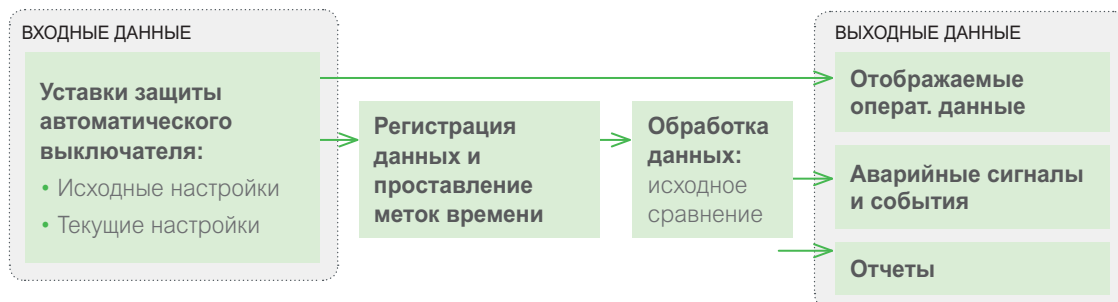 ВХОДНЫЕ ДАННЫЕ
Уставки защиты
автоматического
выключателя:
• Исходные настройки
• Текущие настройки
Регистрация
данных и
проставление
меток времени
Обработка
данных:
исходное
сравнение
ВЫХОДНЫЕ ДАННЫЕ
Отображаемые
операт. данные
Аварийные сигналы
и события
Отчеты